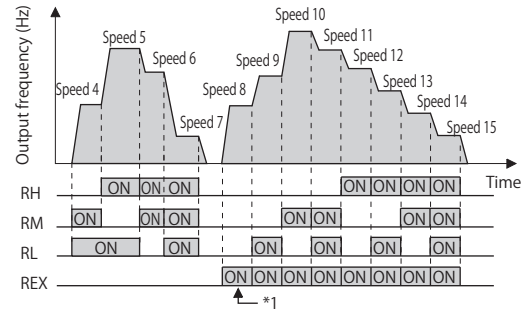 Output frequency (Hz)
Speed 4
Speed 5
Speed 6
Speed 7
Speed 8
Speed 9
Speed 10
Speed 11
Speed 12
Speed 13
Speed 14
Speed 15
Time
RH ON ON ON ON ON ON ON
RM ON ON ON ON ON ON ON
RL ON ON ON ON ON ON
REX ON ON ON ON ON ON ON ON
*1